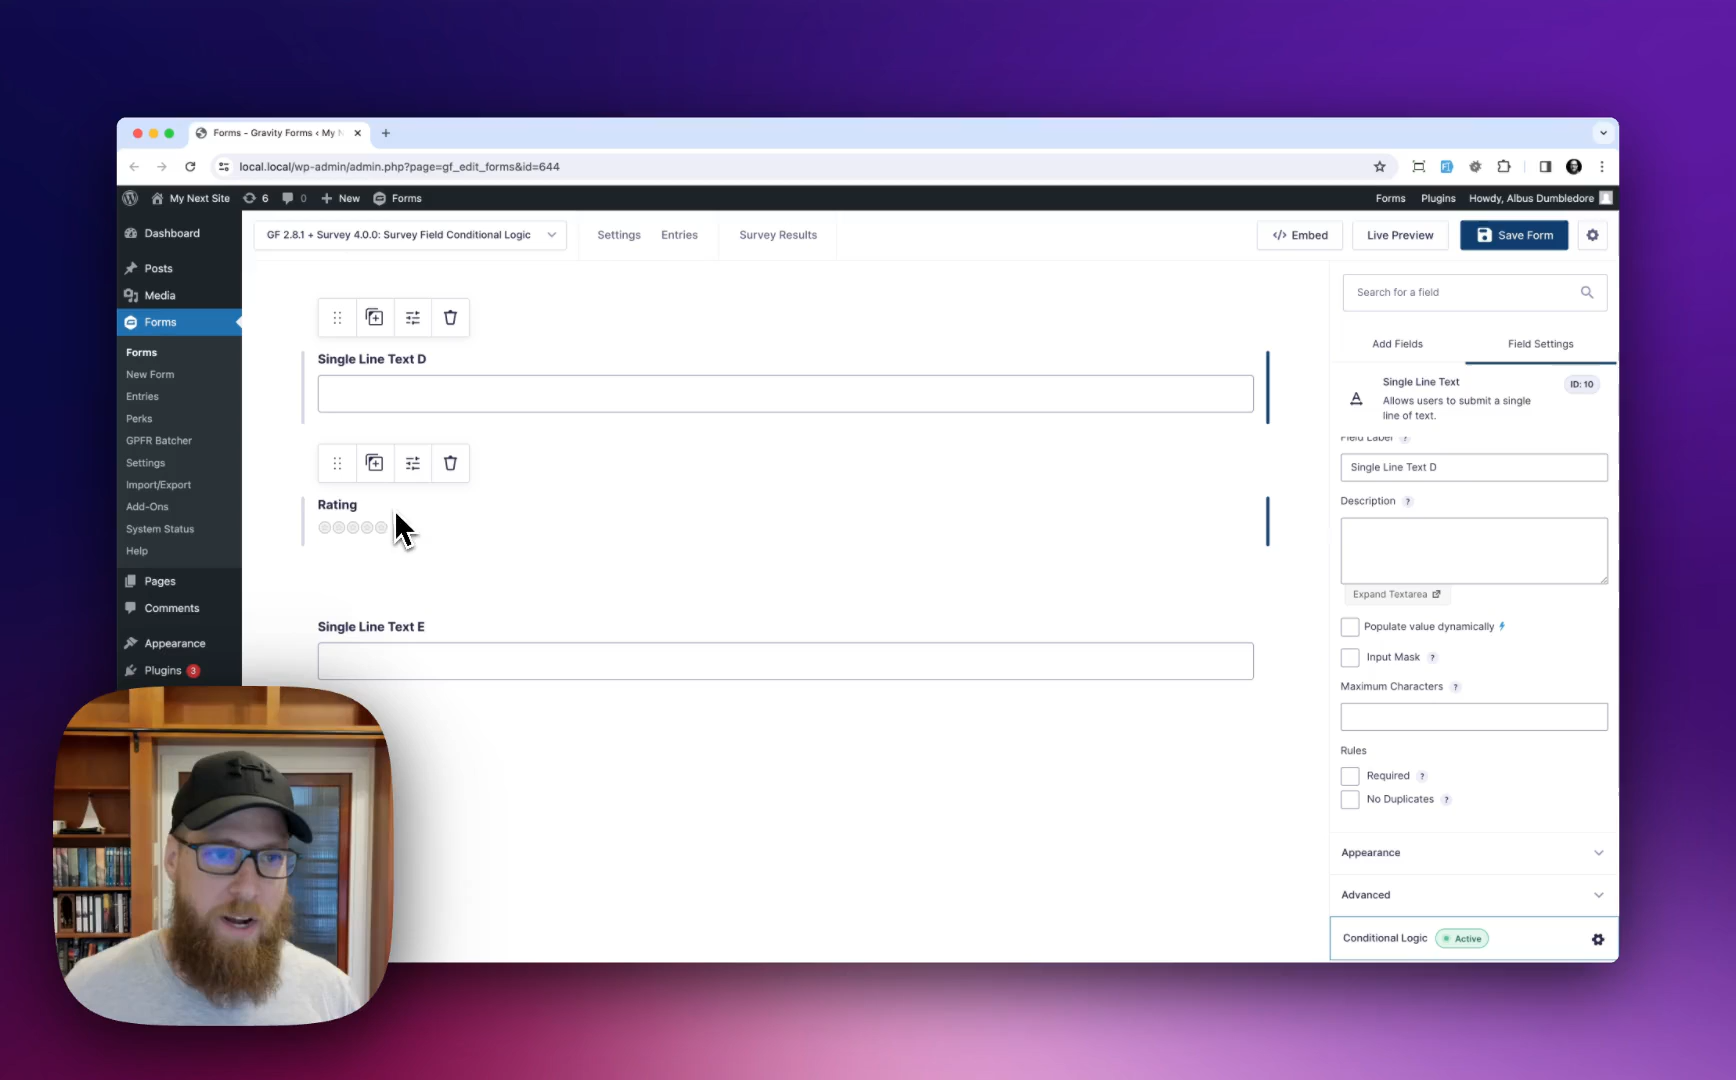 Forms - Gravity Forms ‹ My N
local.local/wp-admin/admin.php?page=gf_edit_forms&id=644
My Next Site
6
0
New
Forms
Forms
Plugins
Howdy, Albus Dumbledore
Dashboard
Posts
Media
Forms
Forms
New Form
Entries
Perks
GPFR Batcher
Settings
Import/Export
Add-Ons
System Status
Help
Pages
Comments
Appearance
Plugins 3
GF 2.8.1 + Survey 4.0.0: Survey Field Conditional Logic
Settings
Entries
Survey Results
</> Embed
Live Preview
Save Form
Single Line Text D
Rating
Single Line Text E
Search for a field
Add Fields
Field Settings
Single Line Text
ID: 10
Allows users to submit a single
line of text.
Field Label ?
Single Line Text D
Description ?
Expand Textarea
Populate value dynamically
Input Mask ?
Maximum Characters ?
Rules
Required ?
No Duplicates ?
Appearance
Advanced
Conditional Logic Active